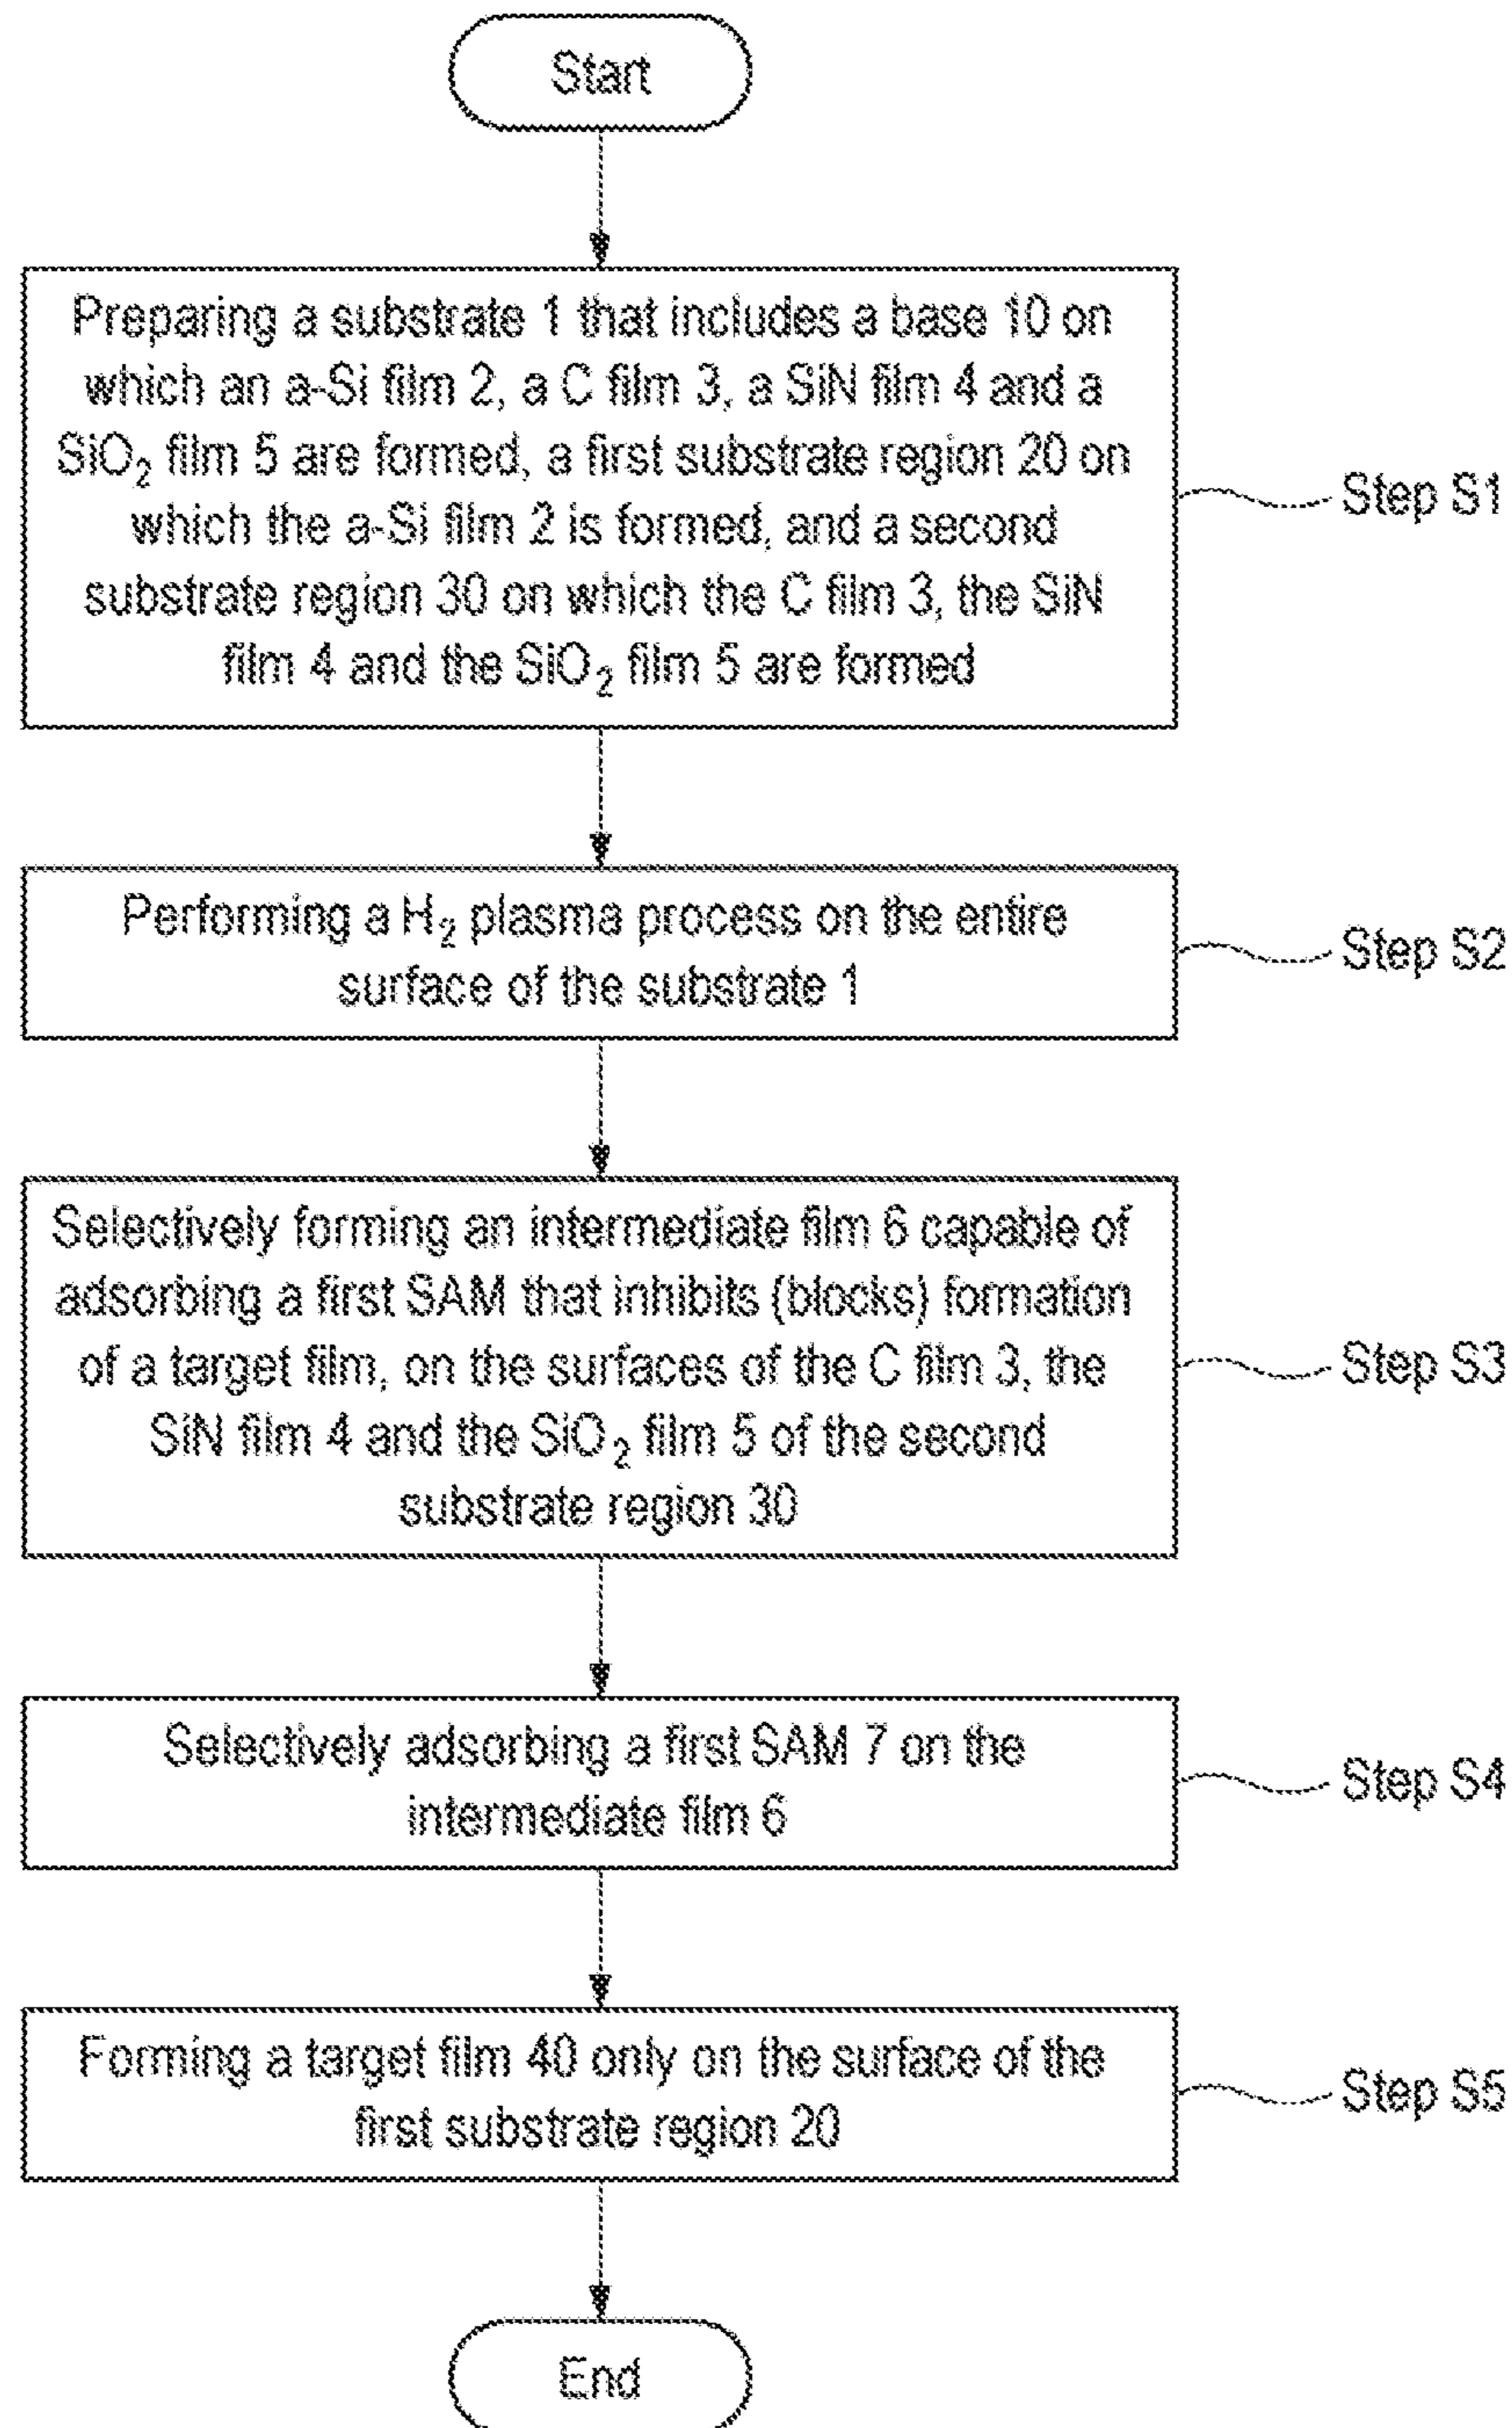 Start
Preparing a substrate 1 that includes a base 10 on
which an a-Si film 2, a C film 3, a SiN film 4 and a
SiO₂ film 5 are formed, a first substrate region 20 on
which the a-Si film 2 is formed, and a second
substrate region 30 on which the C film 3, the SiN
film 4 and the SiO₂ film 5 are formed
Step S1
Performing a H₂ plasma process on the entire
surface of the substrate 1
Step S2
Selectively forming an intermediate film 6 capable of
adsorbing a first SAM that inhibits (blocks) formation
of a target film, on the surfaces of the C film 3, the
SiN film 4 and the SiO₂ film 5 of the second
substrate region 30
Step S3
Selectively adsorbing a first SAM 7 on the
intermediate film 6
Step S4
Forming a target film 40 only on the surface of the
first substrate region 20
Step S5
End